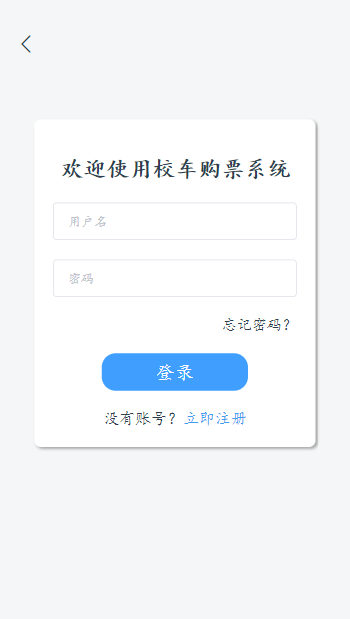 欢迎使用校车购票系统
用户名
密码
忘记密码？
登录
没有账号？立即注册